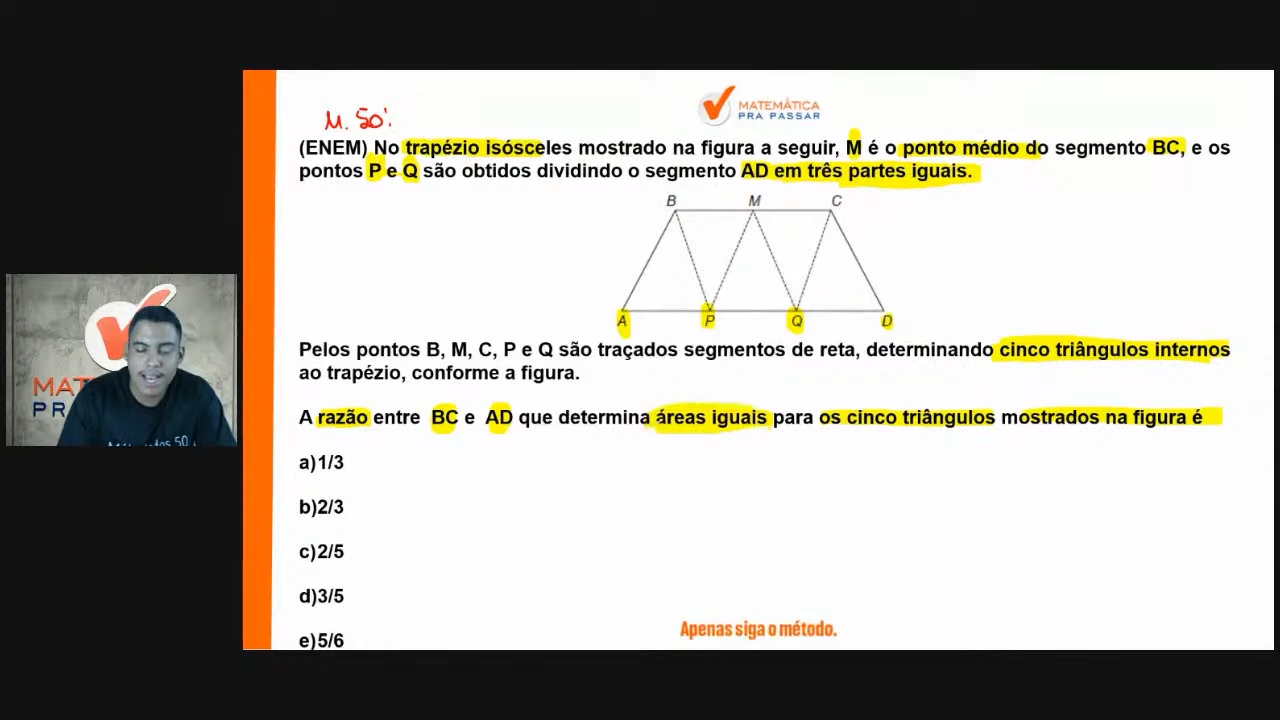 M. 50':
MATEMÁTICA
PRA PASSAR
(ENEM) No trapézio isósceles mostrado na figura a seguir, M é o ponto médio do segmento BC, e os
pontos P e Q são obtidos dividindo o segmento AD em três partes iguais.
B M C
A P Q D
Pelos pontos B, M, C, P e Q são traçados segmentos de reta, determinando cinco triângulos internos
ao trapézio, conforme a figura.
A razão entre BC e AD que determina áreas iguais para os cinco triângulos mostrados na figura é
a)1/3
b)2/3
c)2/5
d)3/5
e)5/6
Apenas siga o método.
MAT
PR